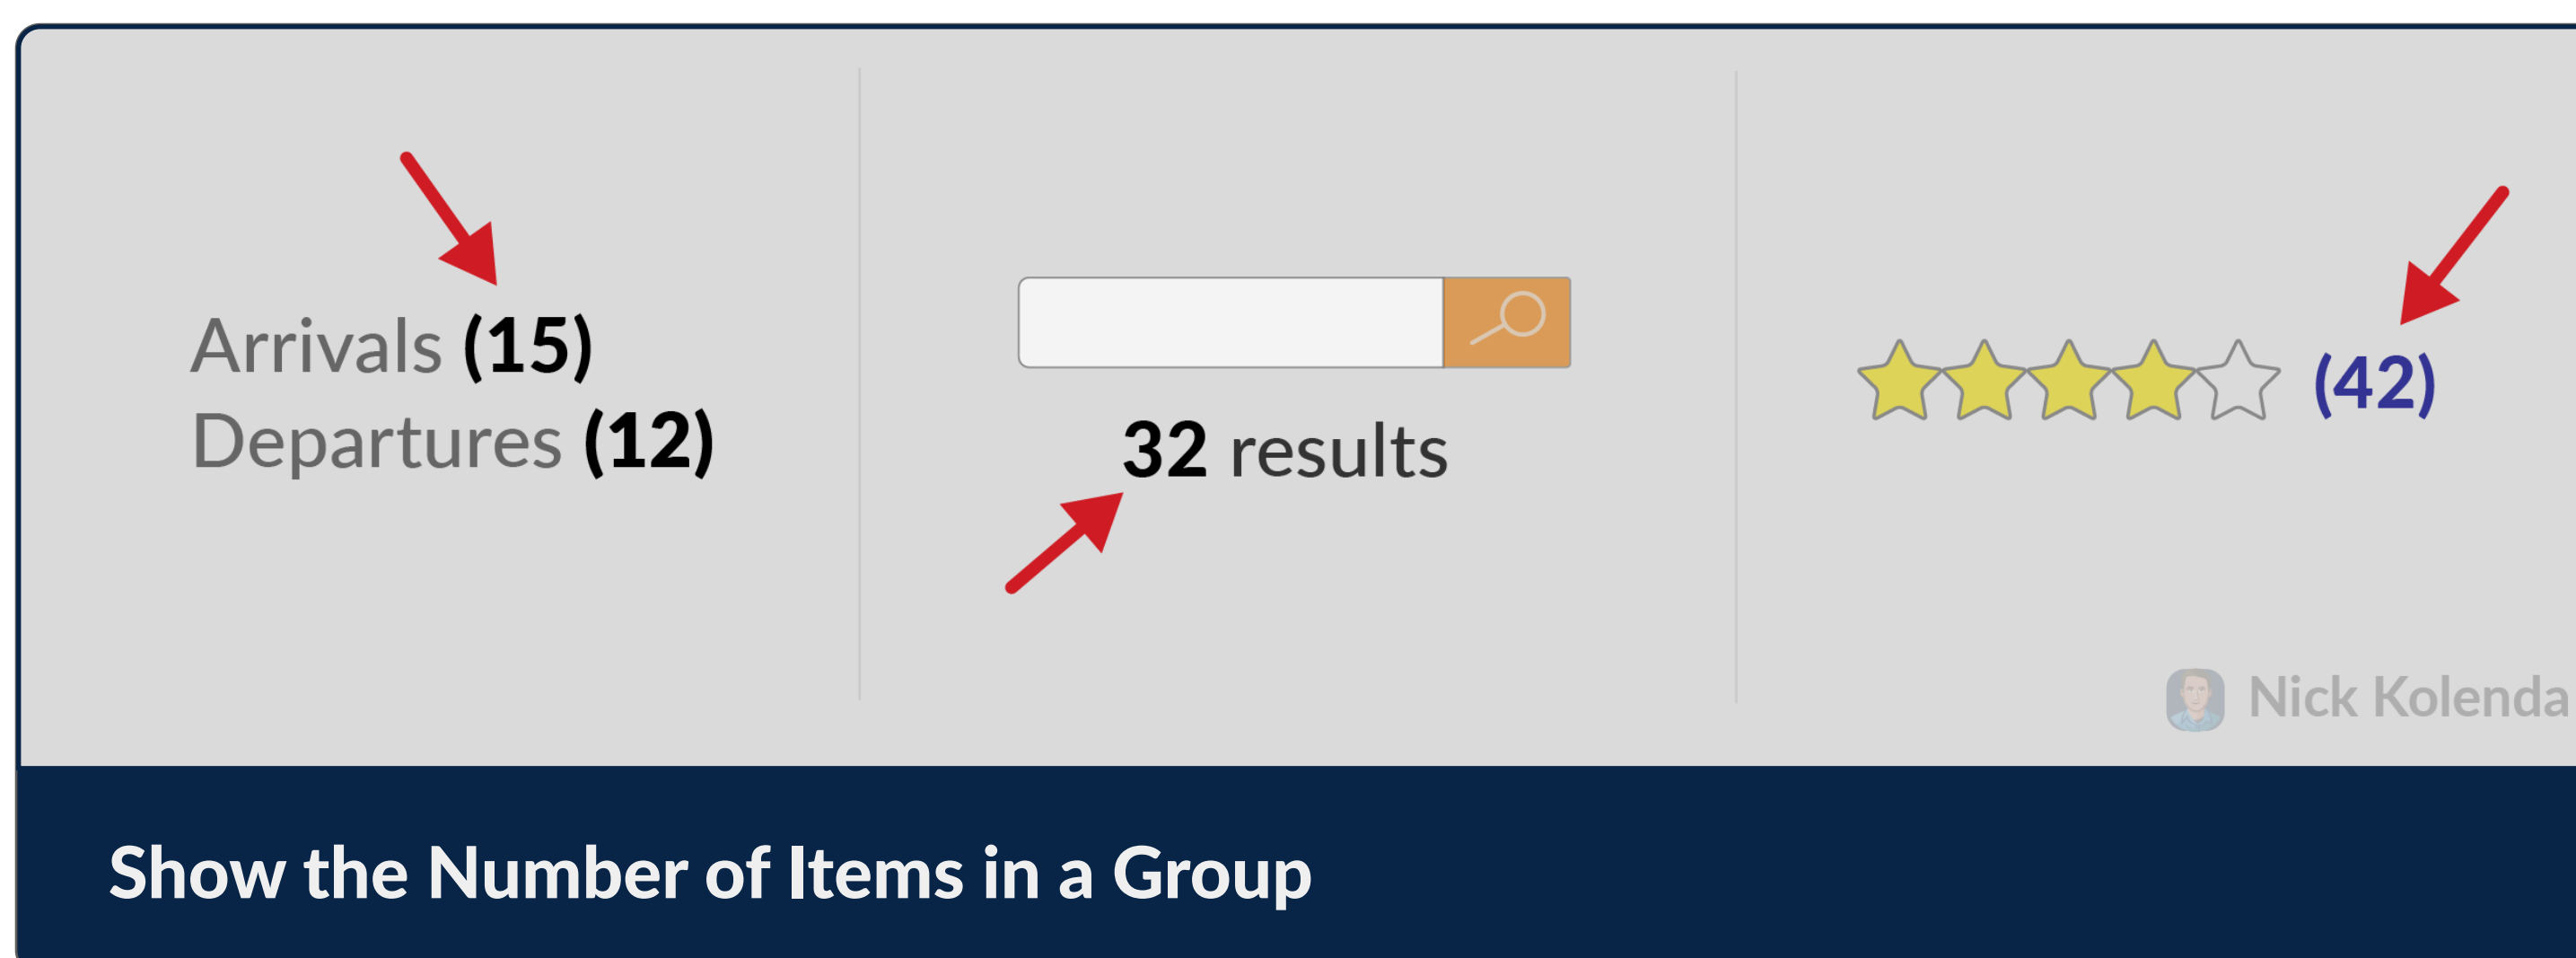 Arrivals (15)
Departures (12)
32 results
(42)
Nick Kolenda
Show the Number of Items in a Group